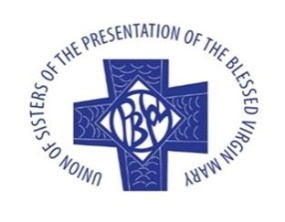 UNION OF SISTERS OF THE PRESENTATION OF THE BLESSED VIRGIN MARY
PBVM